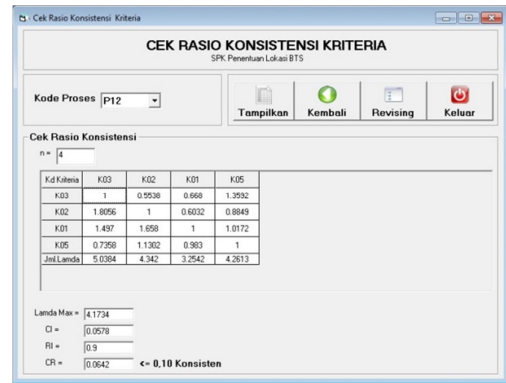 Cek Rasio Konsistensi Kriteria
CEK RASIO KONSISTENSI KRITERIA
SPK Penentuan Lokasi BTS
Kode Proses P12
Tampilkan Kembali Revising Keluar
Cek Rasio Konsistensi
n = 4
Kd Kriteria K03 K02 K01 K05
K03 1 0.5538 0.668 1.3592
K02 1.8056 1 0.6032 0.8849
K01 1.497 1.658 1 1.0172
K05 0.7358 1.1302 0.983 1
Jml.Lamda 5.0384 4.342 3.2542 4.2613
Lamda Max = 4.1734
CI = 0.0578
RI = 0.9
CR = 0.0642 <- 0,10 Konsisten